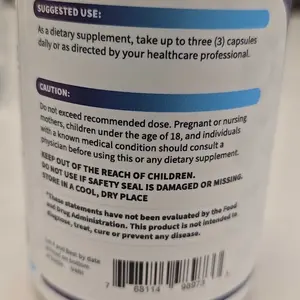 SUGGESTED USE:
As a dietary supplement, take up to three (3) capsules
daily or as directed by your healthcare professional.
CAUTION:
Do not exceed recommended dose. Pregnant or nursing
mothers, children under the age of 18, and individuals
with a known medical condition should consult a
physician before using this or any dietary supplement.
KEEP OUT OF THE REACH OF CHILDREN.
DO NOT USE IF SAFETY SEAL IS DAMAGED OR MISSING.
STORE IN A COOL, DRY PLACE
*These statements have not been evaluated by the Food
and Drug Administration. This product is not intended to
diagnose, treat, cure or prevent any disease.
Lot # and Best by date